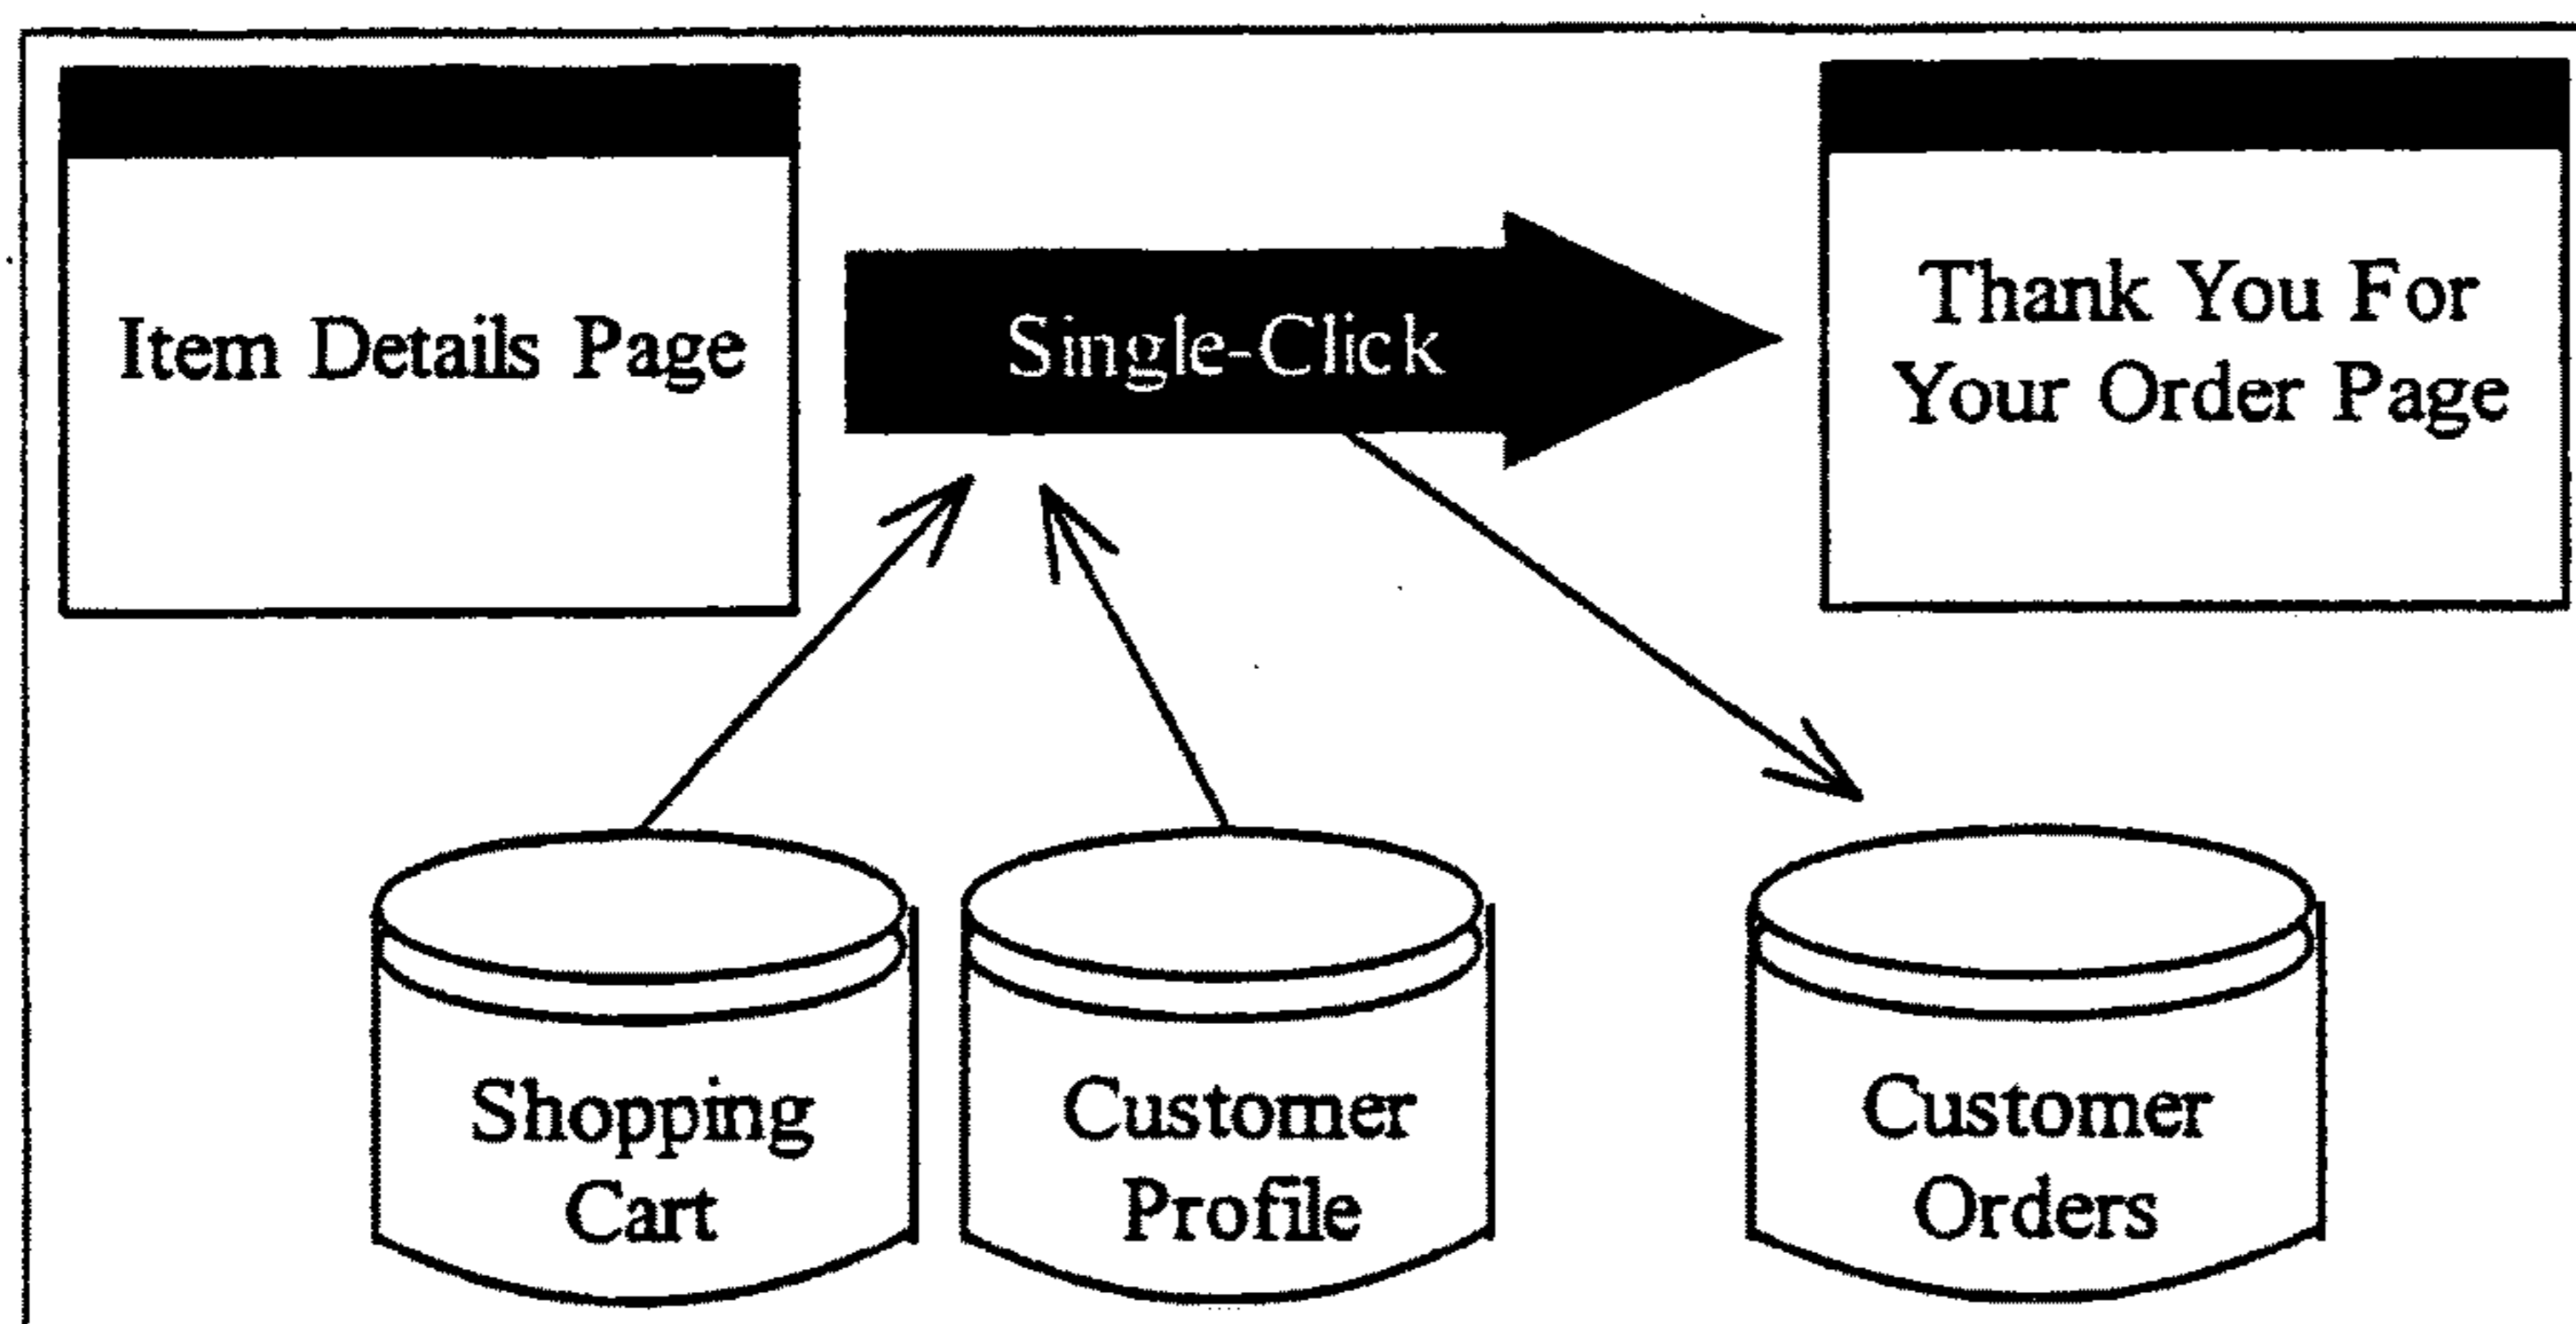 Item Details Page
Single-Click
Thank You For
Your Order Page
Shopping
Cart
Customer
Profile
Customer
Orders